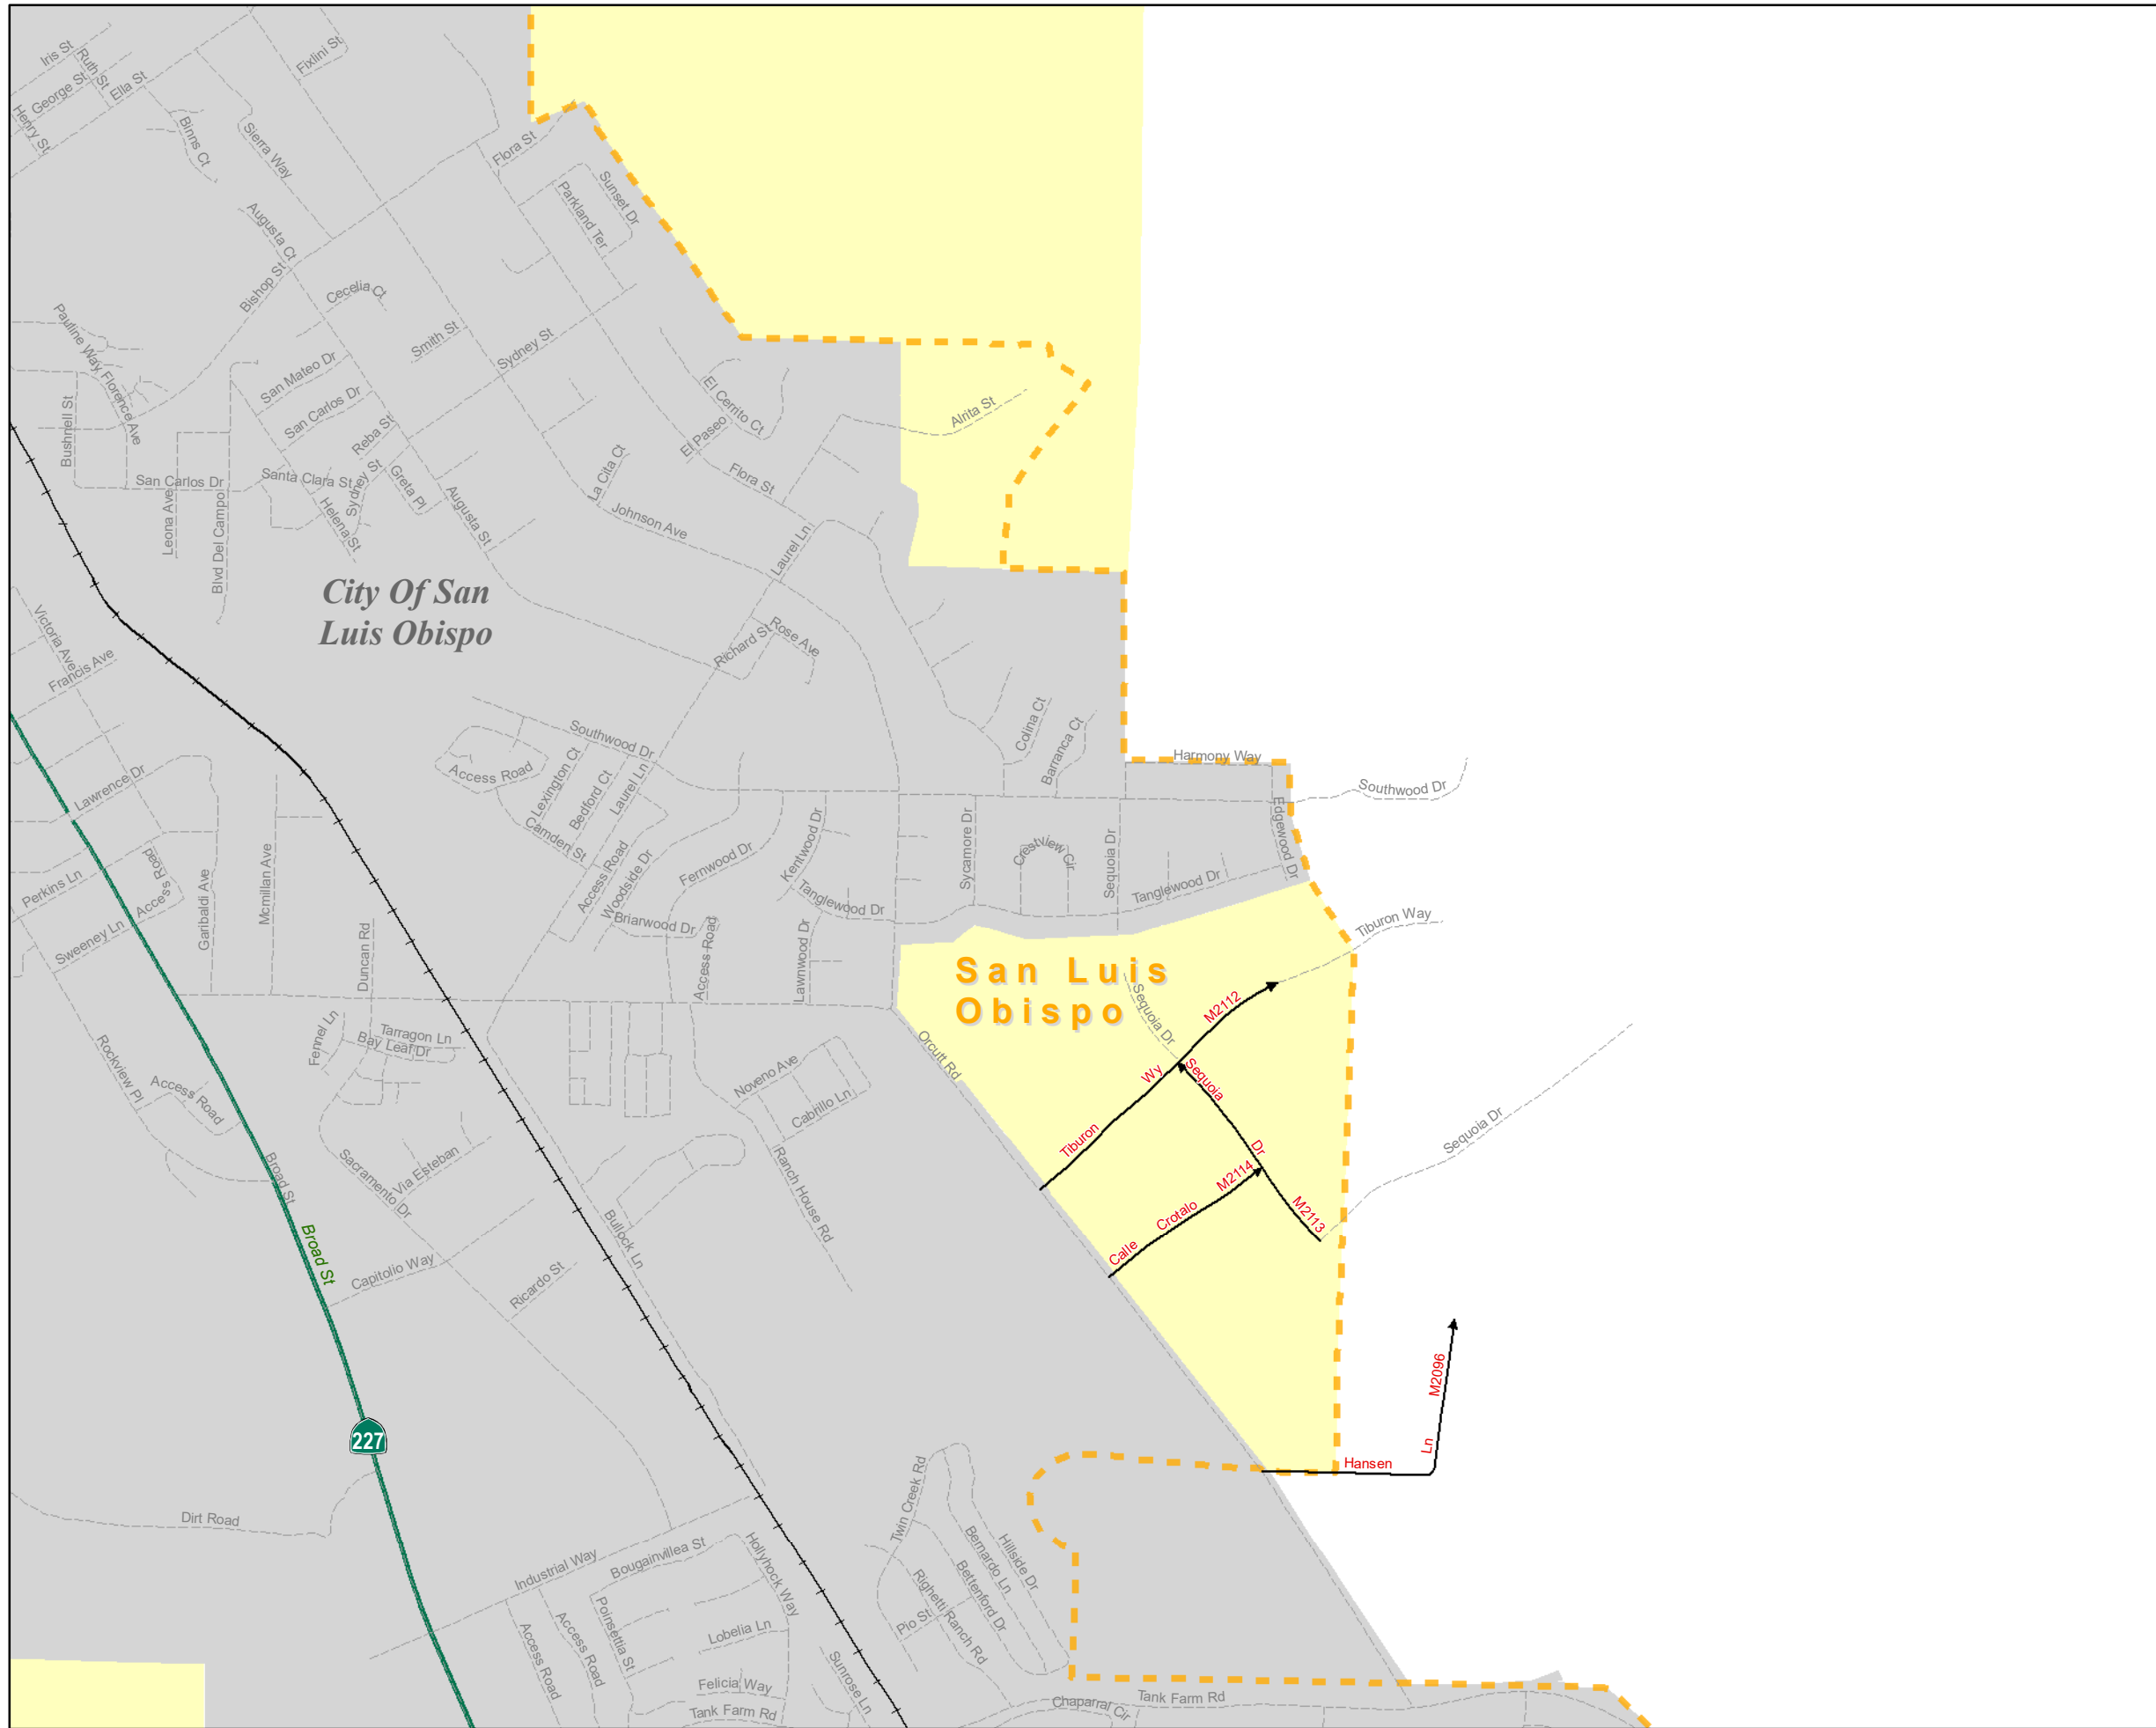 Iris St
Ruth St
George St
Ella St
Henry St
Fixlini St
Binns Ct
Sierra Way
Flora St
Sunset Dr
Parkland Ter
Augusta Ct
Bishop St
Cecelia Ct
Smith St
Sydney St
Pauline Way
Florence Ave
San Mateo Dr
San Carlos Dr
Reba St
Bushnell St
San Carlos Dr
Santa Clara St
Sydney St
Greta Pl
Helena St
Leona Ave
Blvd Del Campo
Augusta St
La Cita Ct
Johnson Ave
El Cerrito Ct
El Paseo
Flora St
Alrita St
Laurel Ln
City Of San
Luis Obispo
Victoria Ave
Francis Ave
Richard St
Rose Ave
Southwood Dr
Access Road
Lexington Ct
Bedford Ct
Laurel Ln
Camden St
Access Road
Woodside Dr
Fernwood Dr
Kentwood Dr
Briarwood Dr
Access Road
Tanglewood Dr
Lawnwood Dr
Colina Ct
Barranca Ct
Harmony Way
Southwood Dr
Edgewood Dr
Sycamore Dr
Crestview Cir
Sequoia Dr
Tanglewood Dr
Tiburon Way
Lawrence Dr
Perkins Ln
Access Road
Sweeney Ln
Garibaldi Ave
Mcmillan Ave
Duncan Rd
San Luis
Obispo
Sequoia Dr
M2112
Tiburon Wy
Sequoia Dr
M2113
M2114
Calle Crotalo
Sequoia Dr
Orcutt Rd
Fennel Ln
Tarragon Ln
Bay Leaf Dr
Rockview Pl
Access Road
Noveno Ave
Cabrillo Ln
Ranch House Rd
Sacramento Dr
Via Esteban
Broad St
Broad St
Capitolio Way
Ricardo St
Bullock Ln
M2096
Hansen Ln
227
Dirt Road
Industrial Way
Bougainvillea St
Hollyhock Way
Poinsettia St
Access Road
Access Road
Lobelia Ln
Felicia Way
Tank Farm Rd
Sunrose Ln
Twin Creek Rd
Bernardo Ln
Hillside Dr
Bettenford Dr
Righetti Ranch Rd
Pio St
Chaparral Cir
Tank Farm Rd